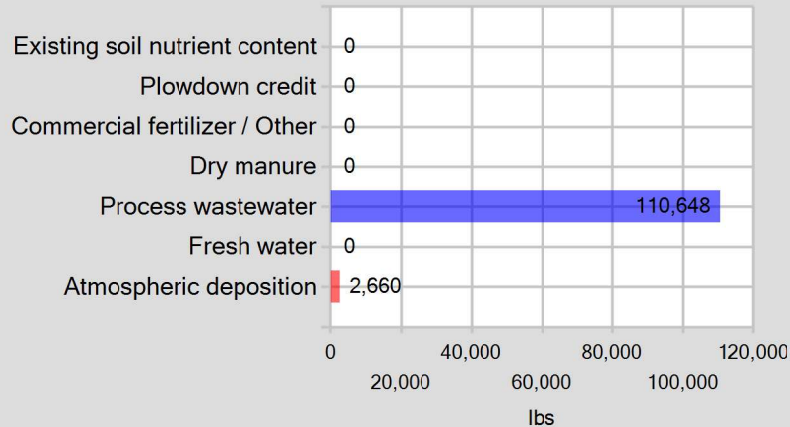 Existing soil nutrient content 0
Plowdown credit 0
Commercial fertilizer / Other 0
Dry manure 0
Process wastewater 110,648
Fresh water 0
Atmospheric deposition 2,660
0 40,000 80,000 120,000
20,000 60,000 100,000
lbs